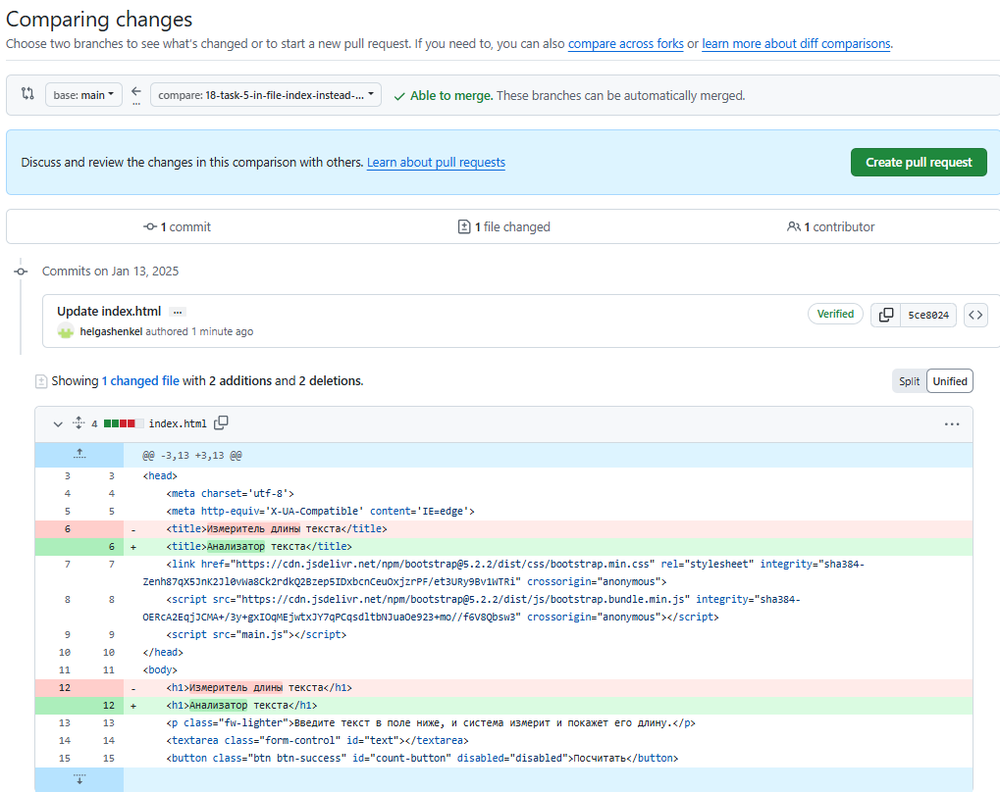 Comparing changes
Choose two branches to see what's changed or to start a new pull request. If you need to, you can also compare across forks or learn more about diff comparisons.
base: main compare: 18-task-5-in-file-index-instead-... Able to merge. These branches can be automatically merged.
Discuss and review the changes in this comparison with others. Learn about pull requests Create pull request
1 commit 1 file changed 1 contributor
Commits on Jan 13, 2025
Update index.html ...
helgashenkel authored 1 minute ago Verified 5ce8024
Showing 1 changed file with 2 additions and 2 deletions. Split Unified
4 index.html
@@ -3,13 +3,13 @@
3 3 <head>
4 4 <meta charset='utf-8'>
5 5 <meta http-equiv='X-UA-Compatible' content='IE=edge'>
6 - <title>Измеритель длины текста</title>
6 + <title>Анализатор текста</title>
7 7 <link href="https://cdn.jsdelivr.net/npm/bootstrap@5.2.2/dist/css/bootstrap.min.css" rel="stylesheet" integrity="sha384-
Zenh87qX5JnK2Jl0vWa8Ck2rdkQ2Bzep5IDxbcnCeuOxjzrPF/et3URy9Bv1WTRi" crossorigin="anonymous">
8 8 <script src="https://cdn.jsdelivr.net/npm/bootstrap@5.2.2/dist/js/bootstrap.bundle.min.js" integrity="sha384-
OERcA2EqjJCMA+/3y+gxIOqMEjwtxJY7qPCqsdltbNJuaOe923+mo//f6V8Qbsw3" crossorigin="anonymous"></script>
9 9 <script src="main.js"></script>
10 10 </head>
11 11 <body>
12 - <h1>Измеритель длины текста</h1>
12 + <h1>Анализатор текста</h1>
13 13 <p class="fw-lighter">Введите текст в поле ниже, и система измерит и покажет его длину.</p>
14 14 <textarea class="form-control" id="text"></textarea>
15 15 <button class="btn btn-success" id="count-button" disabled="disabled">Посчитать</button>